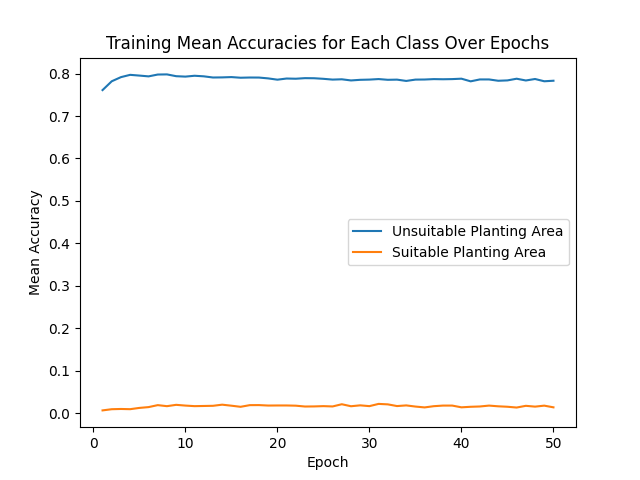 Training Mean Accuracies for Each Class Over Epochs
0.8
0.7
0.6
0.5
0.4
0.3
0.2
0.1
0.0
Mean Accuracy
Unsuitable Planting Area
Suitable Planting Area
0 10 20 30 40 50
Epoch